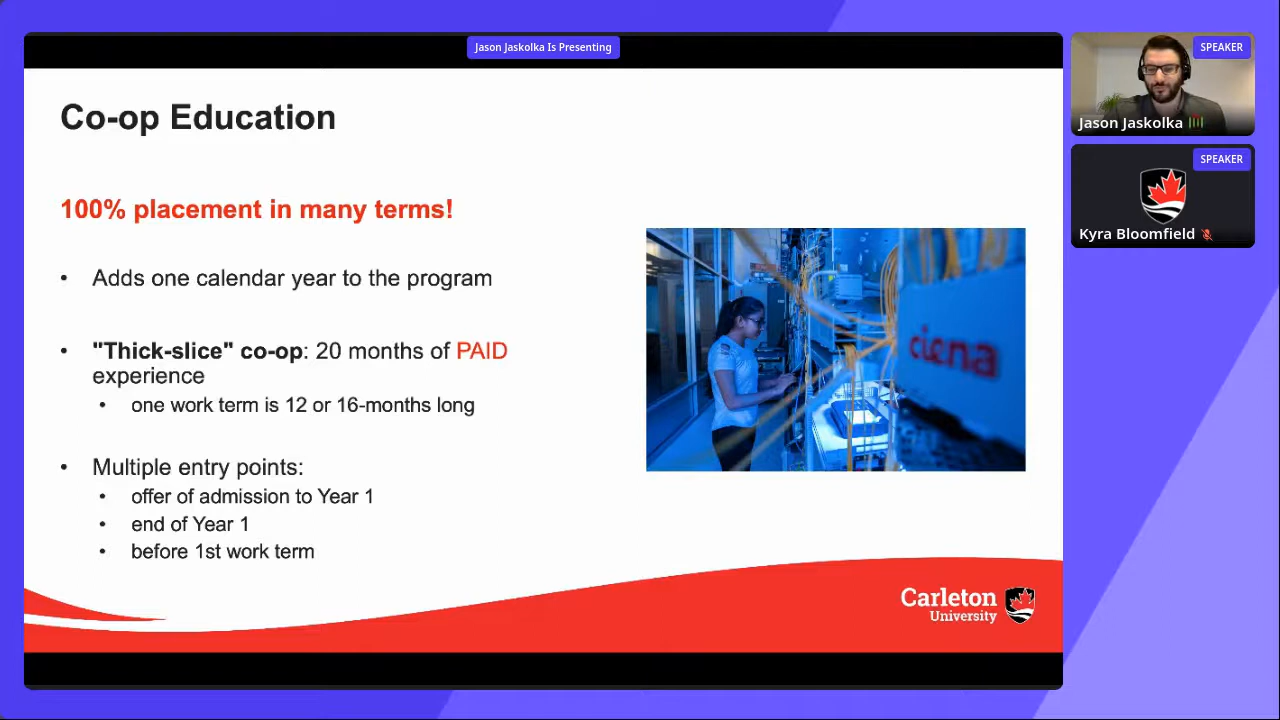 Jason Jaskolka Is Presenting
Co-op Education
100% placement in many terms!
• Adds one calendar year to the program
• "Thick-slice" co-op: 20 months of PAID
experience
• one work term is 12 or 16-months long
• Multiple entry points:
• offer of admission to Year 1
• end of Year 1
• before 1st work term
ciena
Carleton
University
SPEAKER
Jason Jaskolka
SPEAKER
Kyra Bloomfield